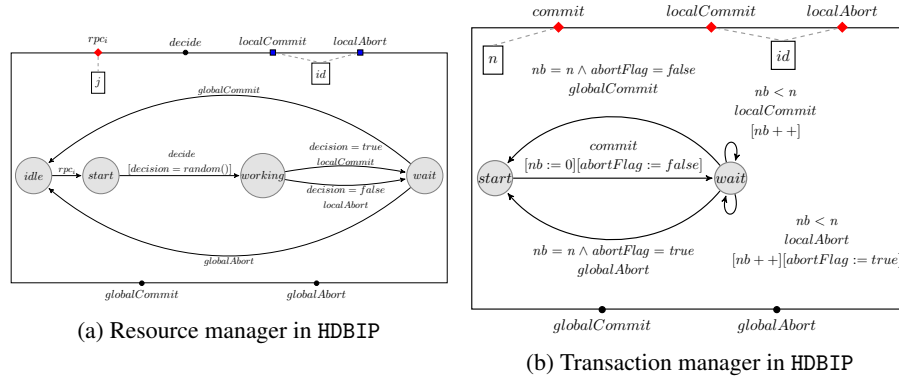 rpc_i decide localCommit localAbort
j
id
globalCommit
idle rpc_i start decide
[decision = random()] working decision = true
localCommit
decision = false
localAbort wait
globalAbort
globalCommit globalAbort
(a) Resource manager in HDBIP
commit localCommit localAbort
n
id
nb = n ∧ abortFlag = false
globalCommit
nb < n
localCommit
[nb + +]
start commit
[nb := 0][abortFlag := false] wait
nb = n ∧ abortFlag = true
globalAbort
nb < n
localAbort
[nb + +][abortFlag := true]
globalCommit globalAbort
(b) Transaction manager in HDBIP